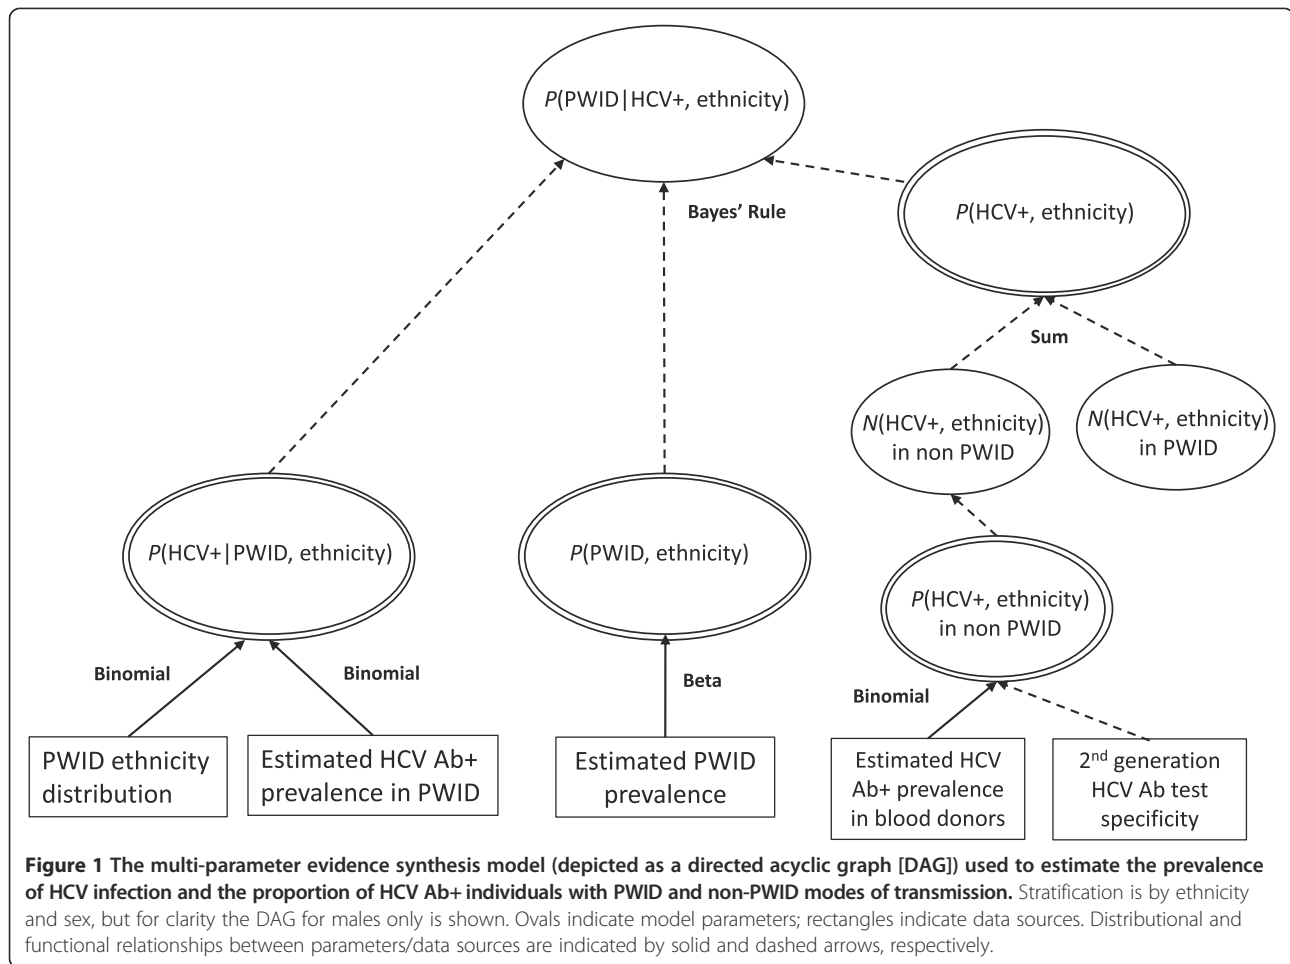 P(PWID|HCV+, ethnicity)
P(HCV+, ethnicity)
Bayes’ Rule
Sum
N(HCV+, ethnicity)
in non PWID
N(HCV+, ethnicity)
in PWID
P(HCV+|PWID, ethnicity)
P(PWID, ethnicity)
P(HCV+, ethnicity)
in non PWID
Binomial
Binomial
Beta
Binomial
PWID ethnicity
distribution
Estimated HCV Ab+
prevalence in PWID
Estimated PWID
prevalence
Estimated HCV
Ab+ prevalence
in blood donors
2nd generation
HCV Ab test
specificity
Figure 1 The multi-parameter evidence synthesis model (depicted as a directed acyclic graph [DAG]) used to estimate the prevalence
of HCV infection and the proportion of HCV Ab+ individuals with PWID and non-PWID modes of transmission. Stratification is by ethnicity
and sex, but for clarity the DAG for males only is shown. Ovals indicate model parameters; rectangles indicate data sources. Distributional and
functional relationships between parameters/data sources are indicated by solid and dashed arrows, respectively.